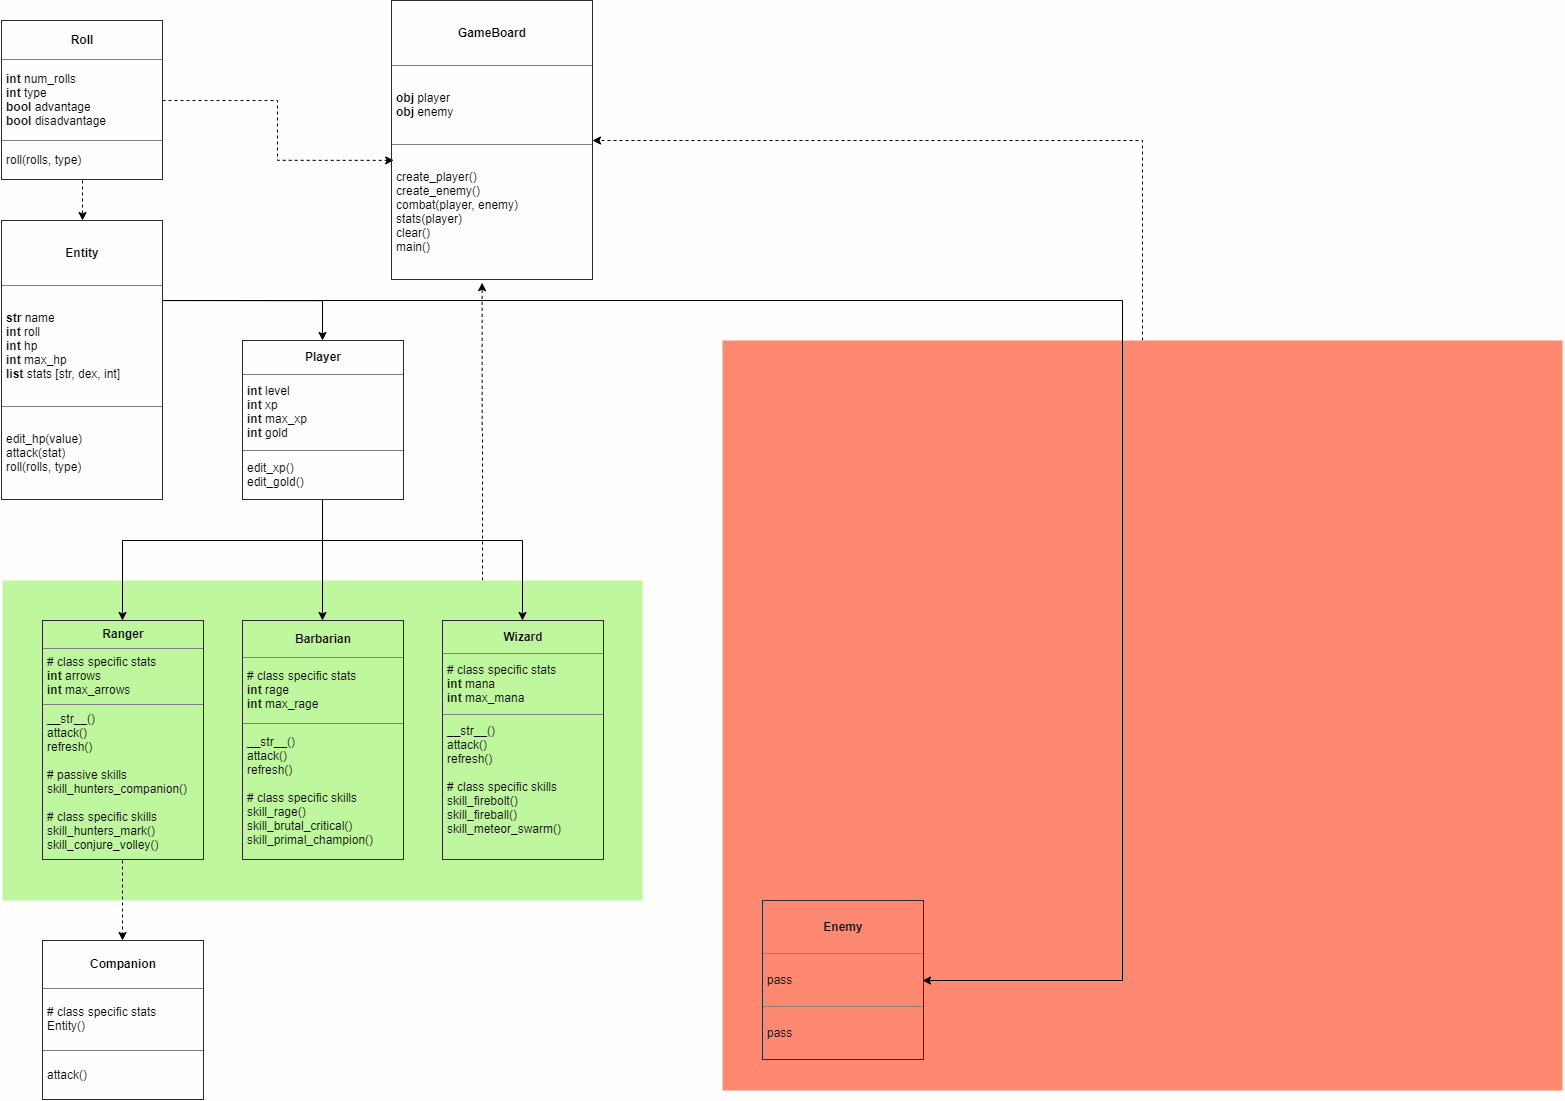 Roll
int num_rolls
int type
bool advantage
bool disadvantage
roll(rolls, type)
GameBoard
obj player
obj enemy
create_player()
create_enemy()
combat(player, enemy)
stats(player)
clear()
main()
Entity
str name
int roll
int hp
int max_hp
list stats [str, dex, int]
edit_hp(value)
attack(stat)
roll(rolls, type)
Player
int level
int xp
int max_xp
int gold
edit_xp()
edit_gold()
Ranger
# class specific stats
int arrows
int max_arrows
__str__()
attack()
refresh()
# passive skills
skill_hunters_companion()
# class specific skills
skill_hunters_mark()
skill_conjure_volley()
Barbarian
# class specific stats
int rage
int max_rage
__str__()
attack()
refresh()
# class specific skills
skill_rage()
skill_brutal_critical()
skill_primal_champion()
Wizard
# class specific stats
int mana
int max_mana
__str__()
attack()
refresh()
# class specific skills
skill_firebolt()
skill_fireball()
skill_meteor_swarm()
Companion
# class specific stats
Entity()
attack()
Enemy
pass
pass